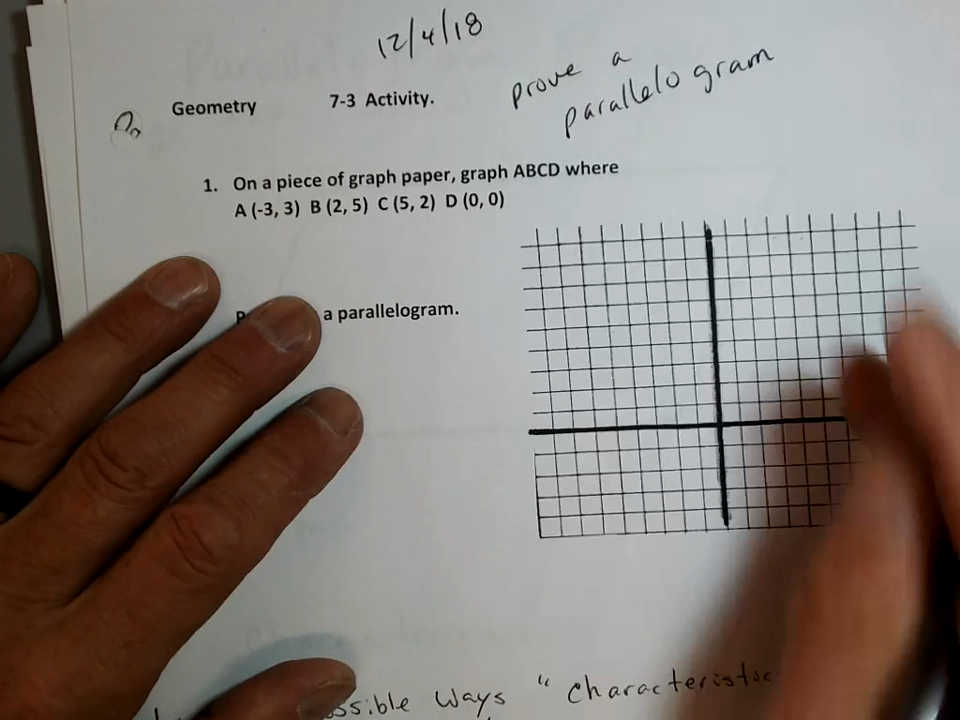 12/4/18
prove a
parallelogram
Geometry 7-3 Activity.
1. On a piece of graph paper, graph ABCD where
A (-3, 3) B (2, 5) C (5, 2) D (0, 0)
a parallelogram.
ways "characteristic